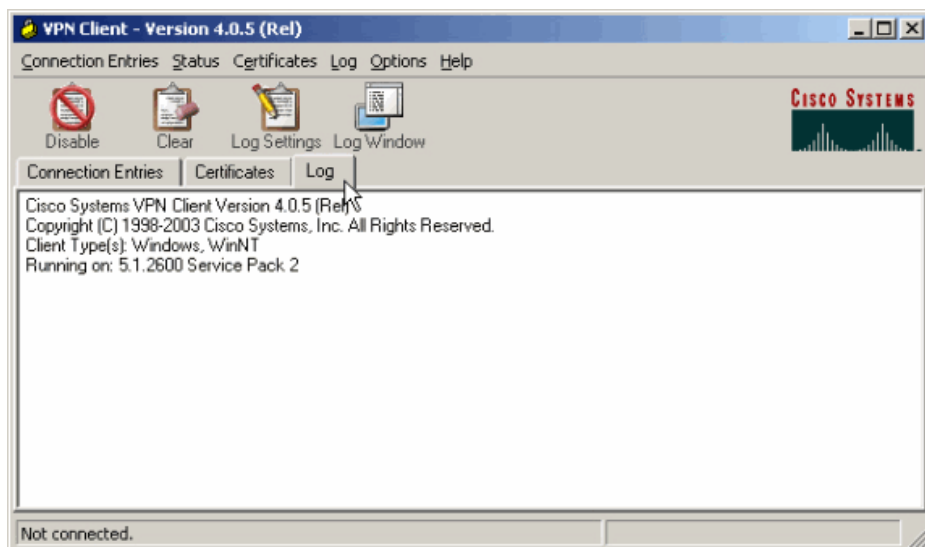 VPN Client - Version 4.0.5 (Rel)
Connection Entries Status Certificates Log Options Help
Disable Clear Log Settings Log Window
CISCO SYSTEMS
Connection Entries Certificates Log
Cisco Systems VPN Client Version 4.0.5 (Rel)
Copyright (C) 1998-2003 Cisco Systems, Inc. All Rights Reserved.
Client Type(s): Windows, WinNT
Running on: 5.1.2600 Service Pack 2
Not connected.